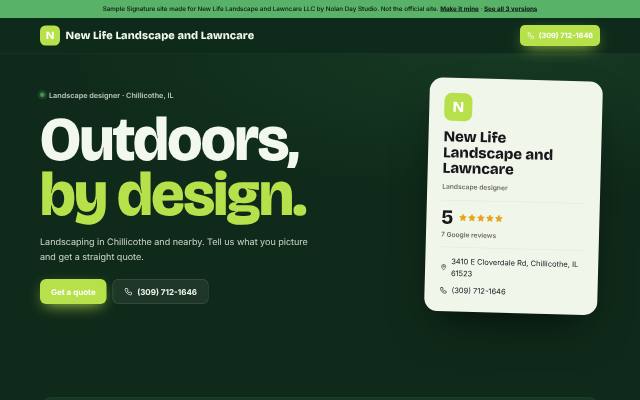 Sample Signature site made for New Life Landscape and Lawncare LLC by Nolan Day Studio. Not the official site. Make it mine · See all 3 versions
N New Life Landscape and Lawncare
(309) 712-1646
Landscape designer · Chillicothe, IL
Outdoors,
by design.
Landscaping in Chillicothe and nearby. Tell us what you picture
and get a straight quote.
Get a quote
(309) 712-1646
N
New Life
Landscape and
Lawncare
Landscape designer
5
7 Google reviews
3410 E Cloverdale Rd, Chillicothe, IL
61523
(309) 712-1646